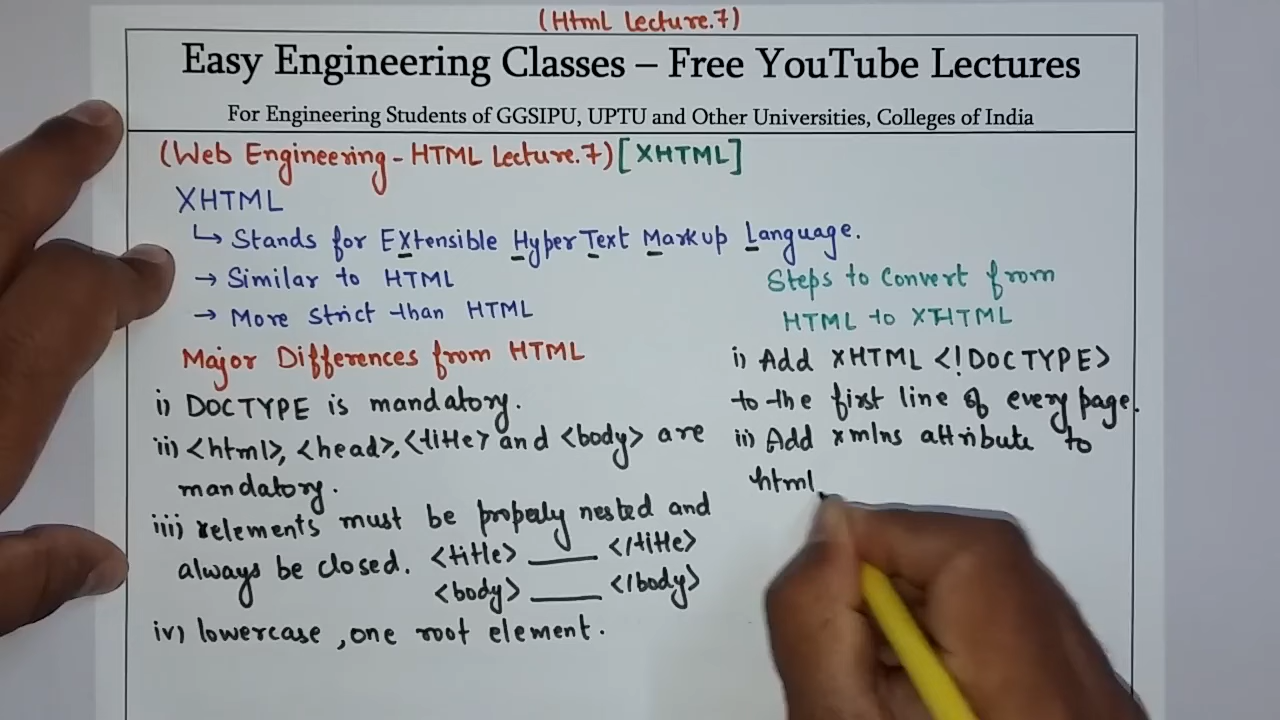 (Html Lecture.7)
Easy Engineering Classes – Free YouTube Lectures
For Engineering Students of GGSIPU, UPTU and Other Universities, Colleges of India
(Web Engineering - HTML Lecture.7) [XHTML]
XHTML
↳ Stands for EXtensible HyperText Markup Language.
→ Similar to HTML
→ More strict than HTML
Major Differences from HTML
i) DOCTYPE is mandatory.
ii) <html>, <head>, <title> and <body> are
mandatory.
iii) elements must be properly nested and
always be closed. <title> ___ </title>
<body> ___ </body>
iv) lowercase, one root element.
Steps to Convert from
HTML to XHTML
i) Add XHTML <!DOCTYPE>
to the first line of every page.
ii) Add xmlns attribute to
html